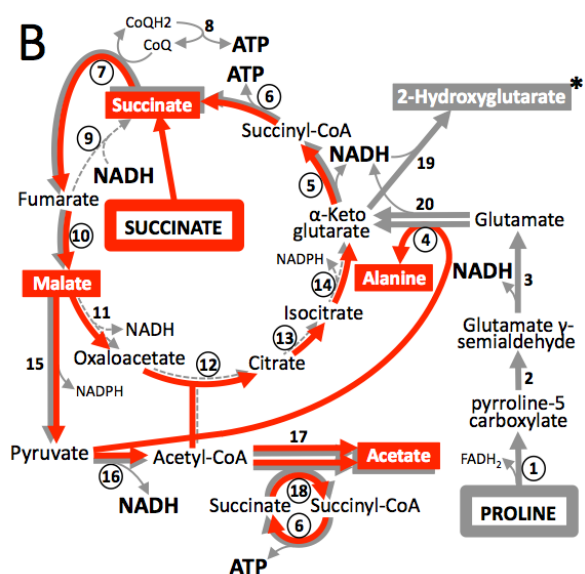 B
CoQH2
8
CoQ
ATP
7
ATP
Succinate
6
2-Hydroxyglutarate*
Succinyl-CoA
9
NADH
19
NADH
5
20
Fumarate
SUCCINATE
α-Keto
glutarate
Glutamate
10
4
NADPH
NADH
3
Malate
14
Alanine
11
NADH
Isocitrate
Glutamate γ-
semialdehyde
13
Oxaloacetate
12
Citrate
15
2
NADPH
pyrroline-5
carboxylate
Pyruvate
Acetyl-CoA
17
Acetate
16
FADH2
1
NADH
18
Succinate
Succinyl-CoA
6
PROLINE
ATP